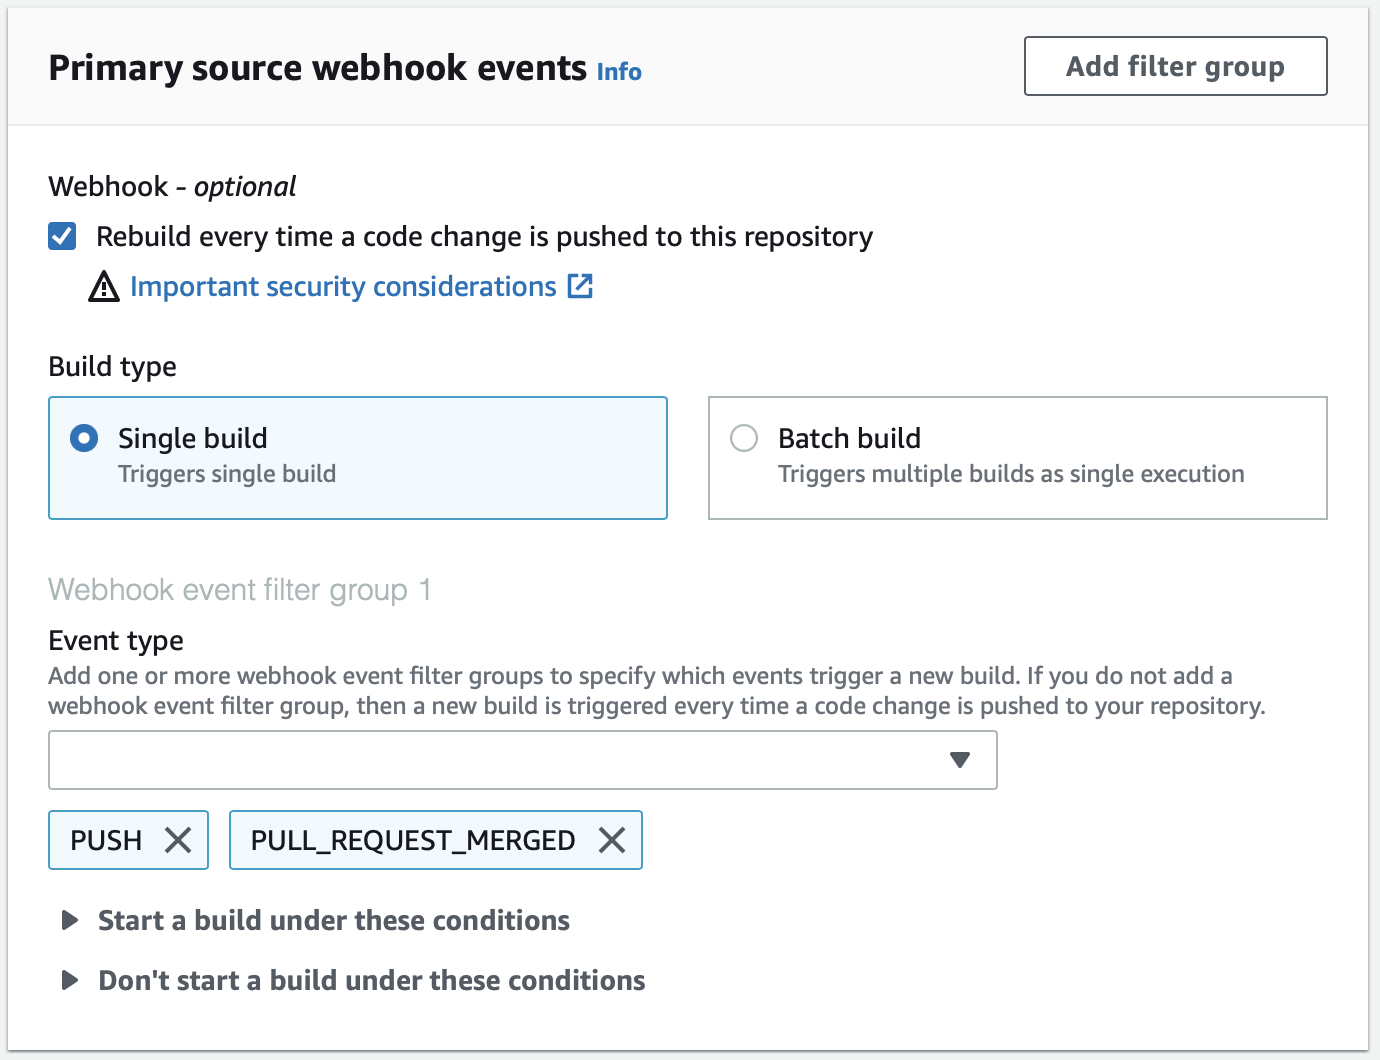 Primary source webhook events Info
Add filter group
Webhook - optional
Rebuild every time a code change is pushed to this repository
Important security considerations
Build type
Single build
Triggers single build
Batch build
Triggers multiple builds as single execution
Webhook event filter group 1
Event type
Add one or more webhook event filter groups to specify which events trigger a new build. If you do not add a
webhook event filter group, then a new build is triggered every time a code change is pushed to your repository.
PUSH
PULL_REQUEST_MERGED
Start a build under these conditions
Don't start a build under these conditions